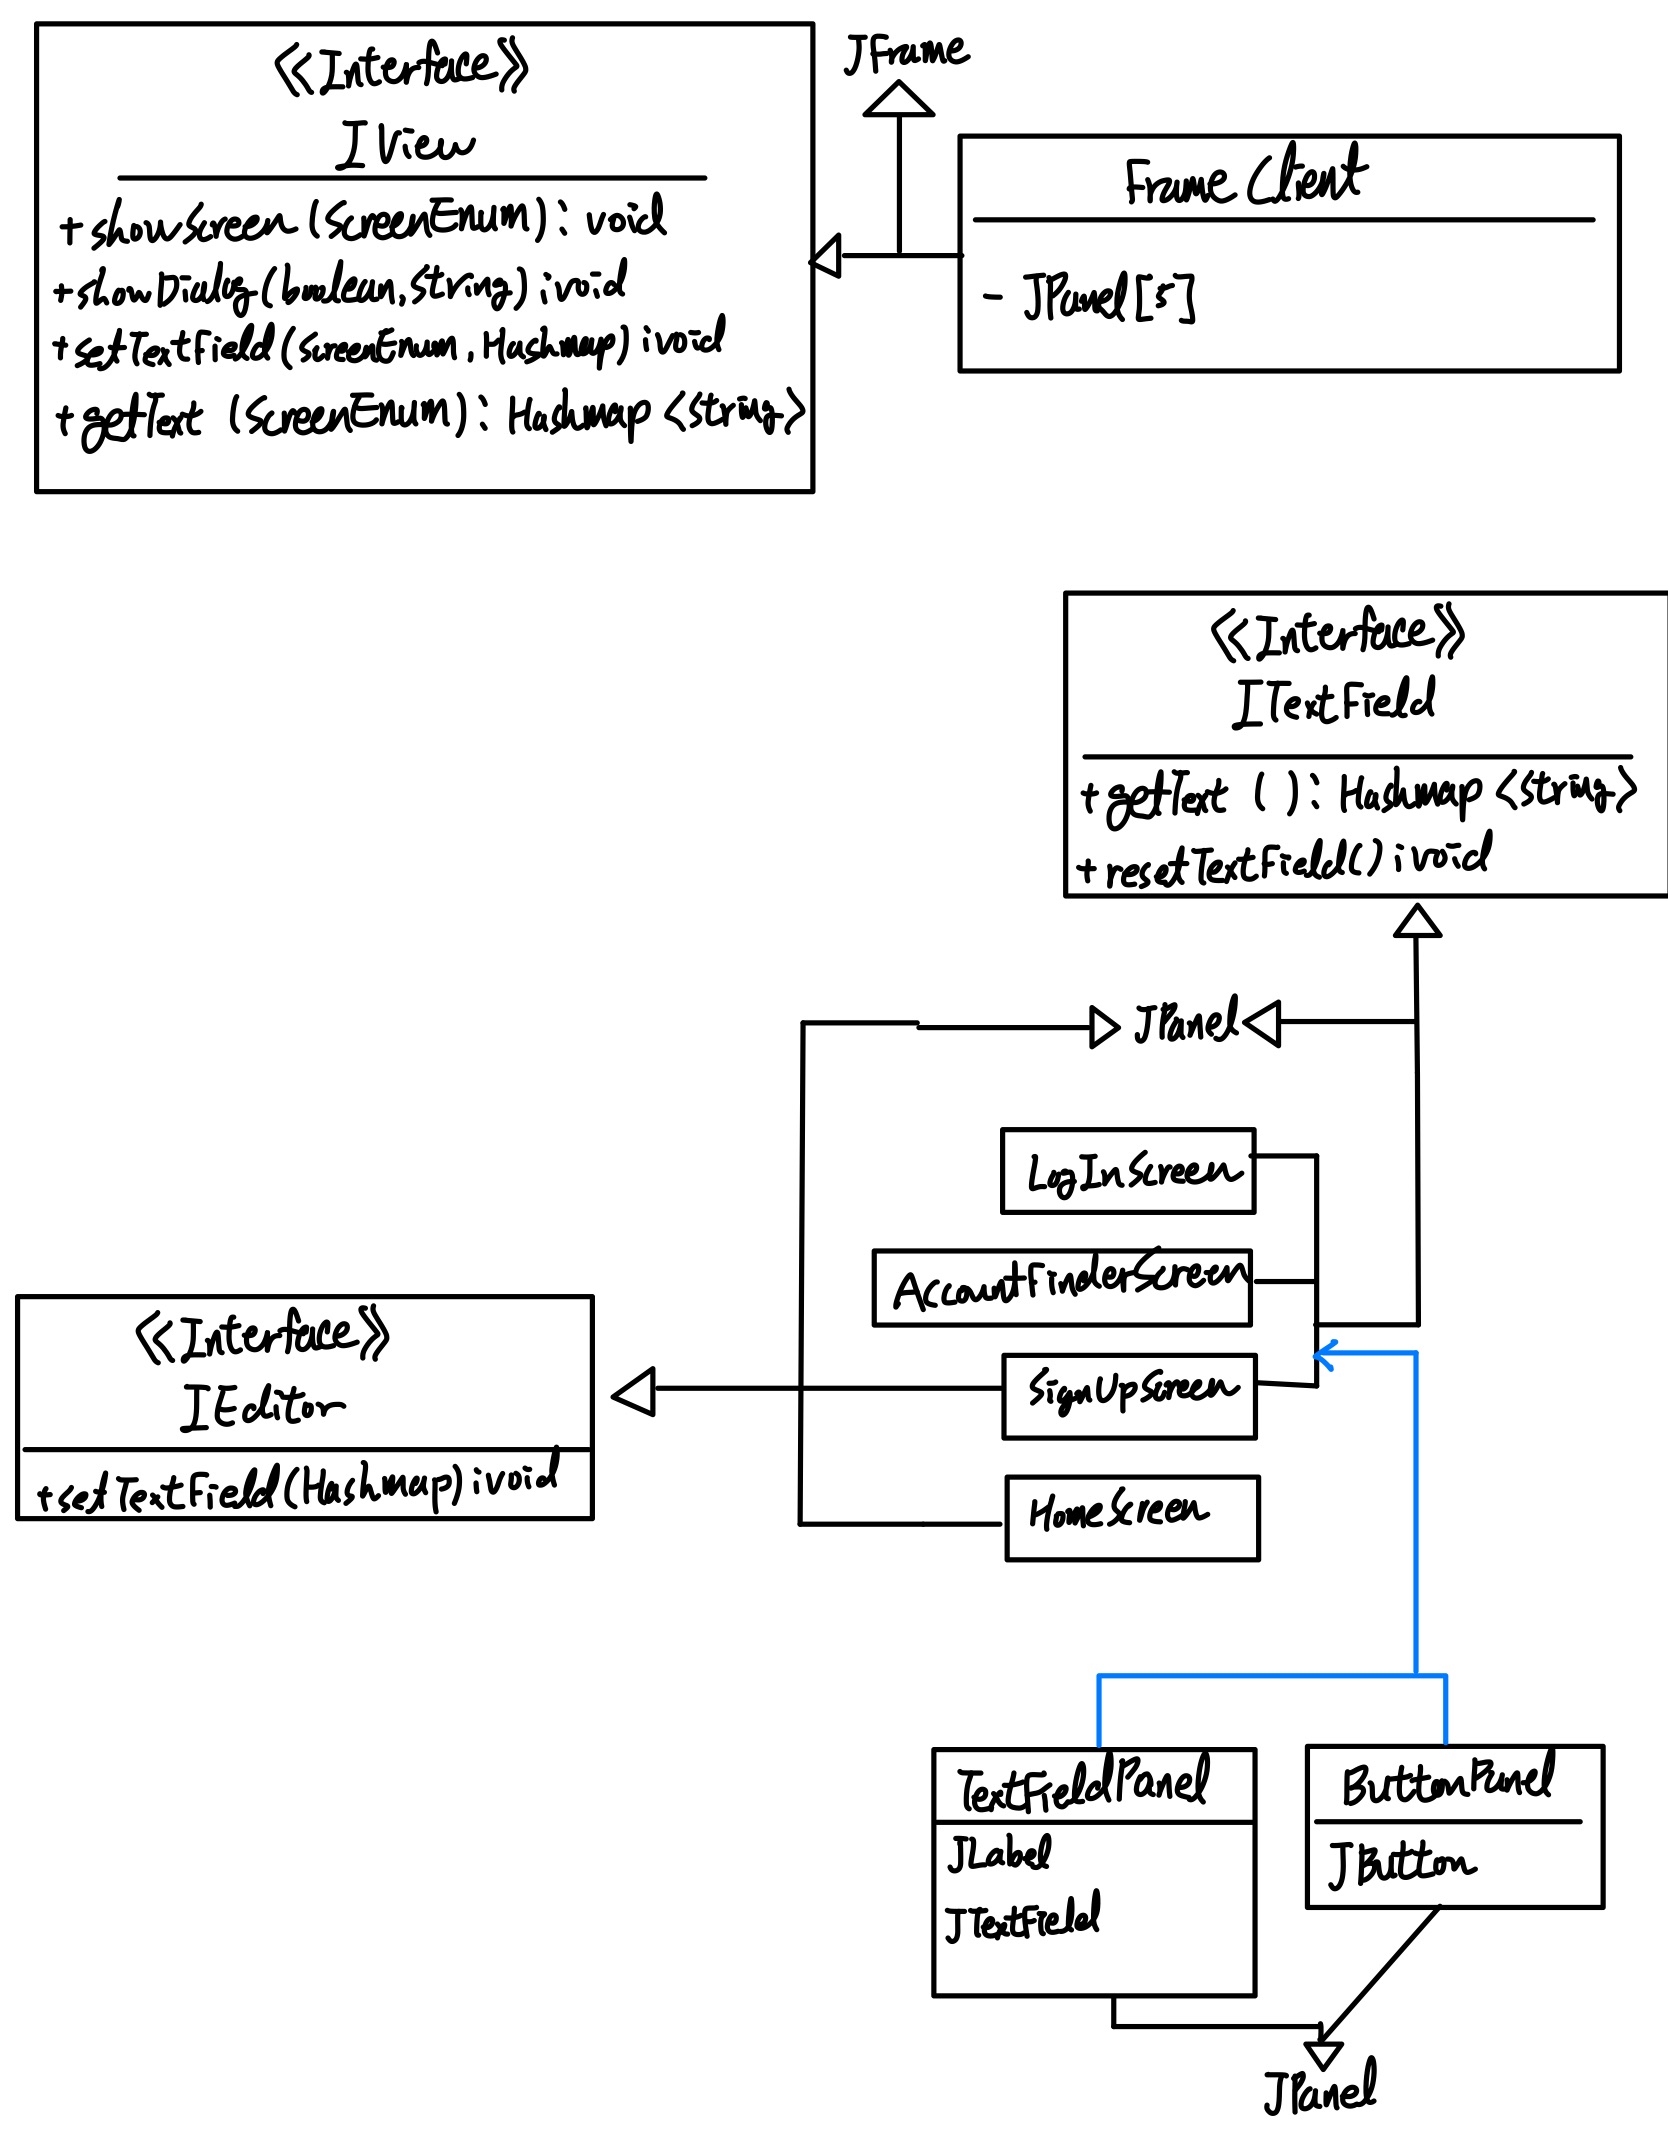 《Interface》
IView
+ showScreen (ScreenEnum): void
+ showDialog (boolean, String): void
+ setTextField (ScreenEnum, Hashmap): void
+ getText (ScreenEnum): Hashmap <String>
JFrame
Frame Client
- JPanel [5]
《Interface》
ITextField
+ getText ( ): Hashmap <String>
+ resetTextField(): void
JPanel
LogInScreen
AccountFinderScreen
SignUpScreen
HomeScreen
《Interface》
IEditor
+ setTextField (Hashmap): void
TextFieldPanel
JLabel
JTextField
ButtonPanel
JButton
JPanel